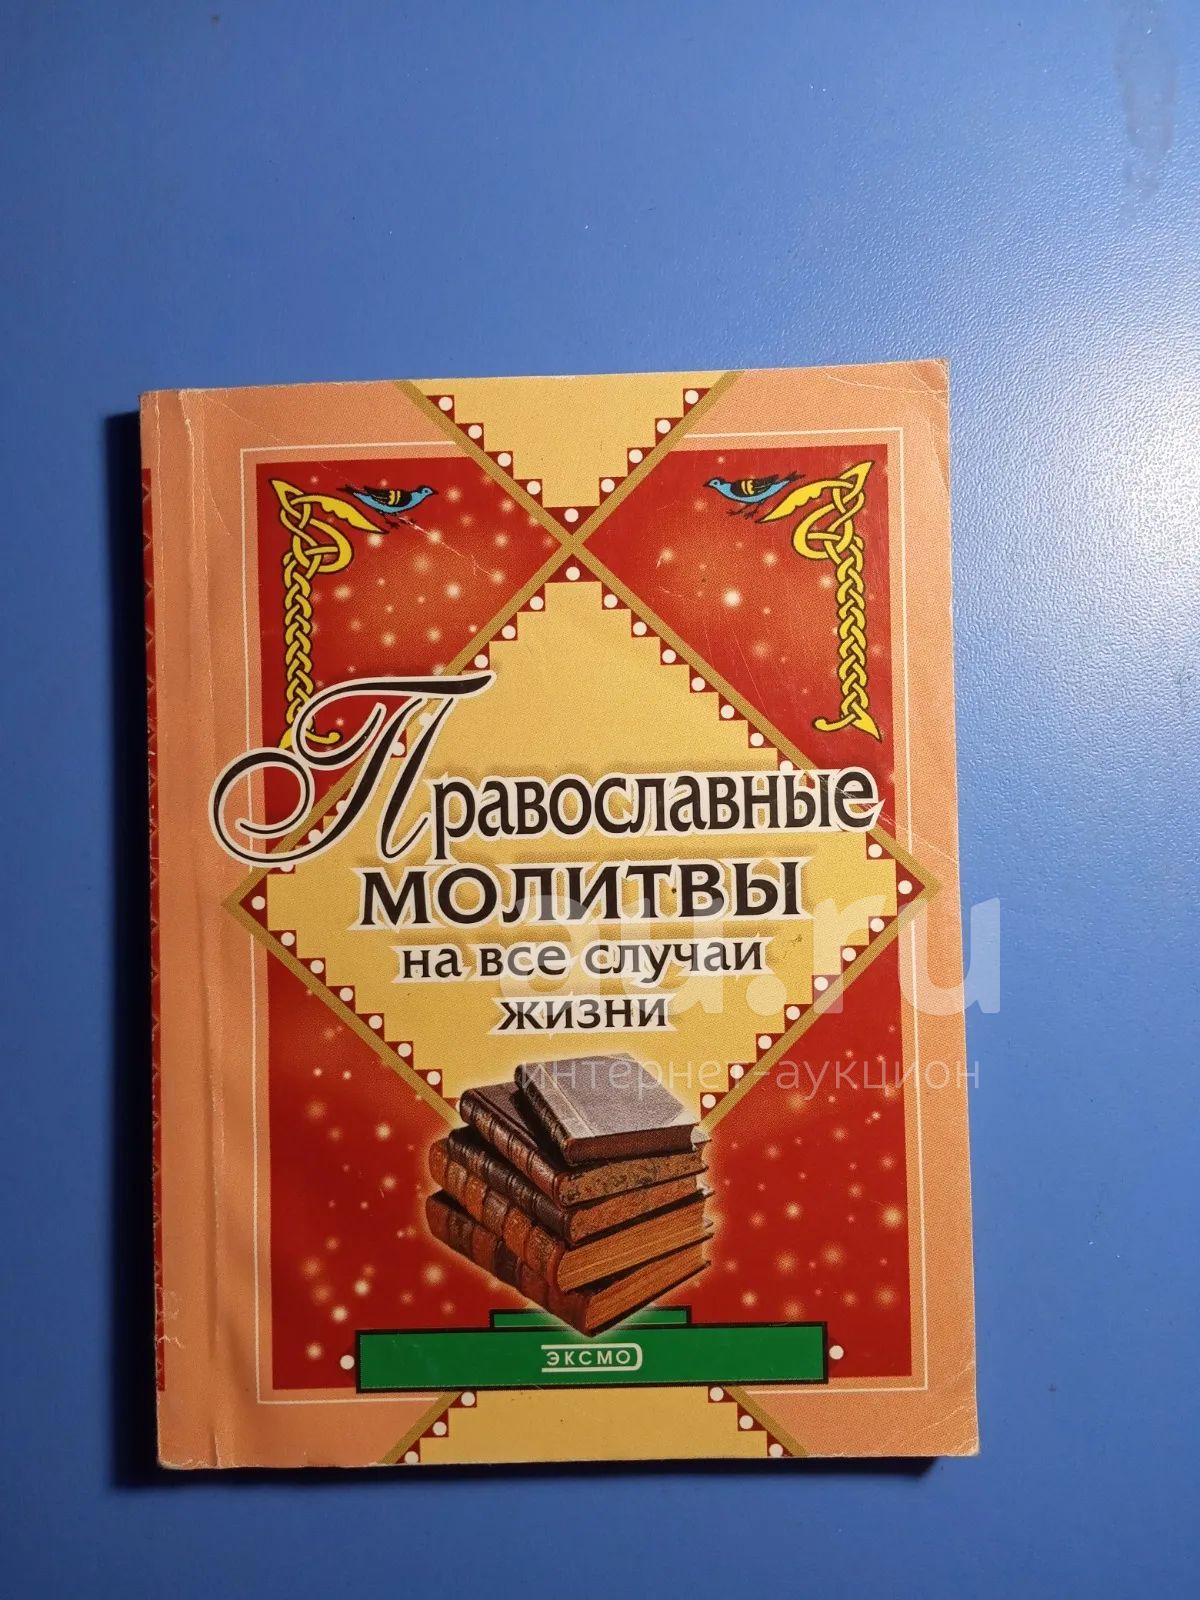 Православные
МОЛИТВЫ
на все случаи
жизни
au.ru
интернет-аукцион
ЭКСМО